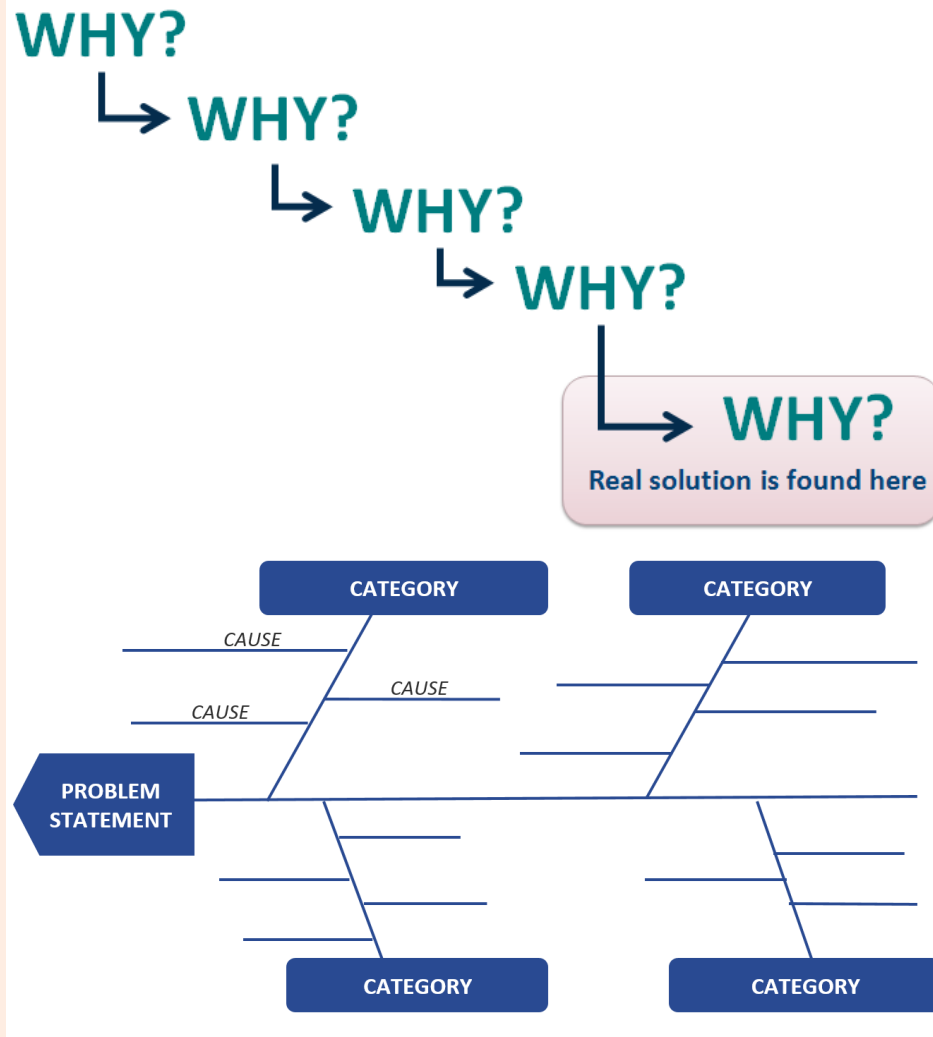 WHY?
WHY?
WHY?
WHY?
WHY?
Real solution is found here
CATEGORY
CATEGORY
CAUSE
CAUSE
CAUSE
PROBLEM
STATEMENT
CATEGORY
CATEGORY